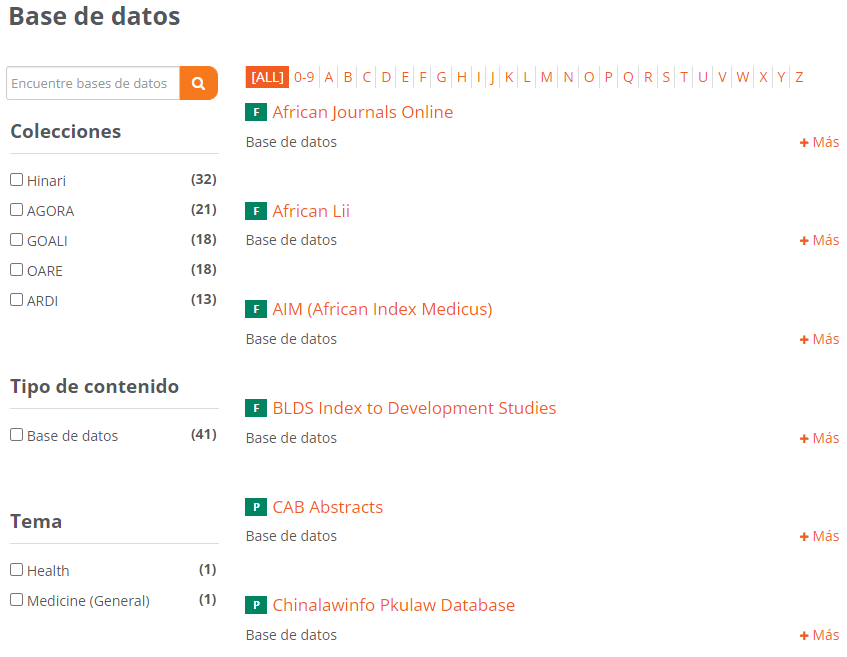 Base de datos
Encuentre bases de datos
Colecciones
Hinari (32)
AGORA (21)
GOALI (18)
OARE (18)
ARDI (13)
Tipo de contenido
Base de datos (41)
Tema
Health (1)
Medicine (General) (1)
[ALL] 0-9 A B C D E F G H I J K L M N O P Q R S T U V W X Y Z
F African Journals Online
Base de datos + Más
F African Lii
Base de datos + Más
F AIM (African Index Medicus)
Base de datos + Más
F BLDS Index to Development Studies
Base de datos + Más
P CAB Abstracts
Base de datos + Más
P Chinalawinfo Pkulaw Database
Base de datos + Más